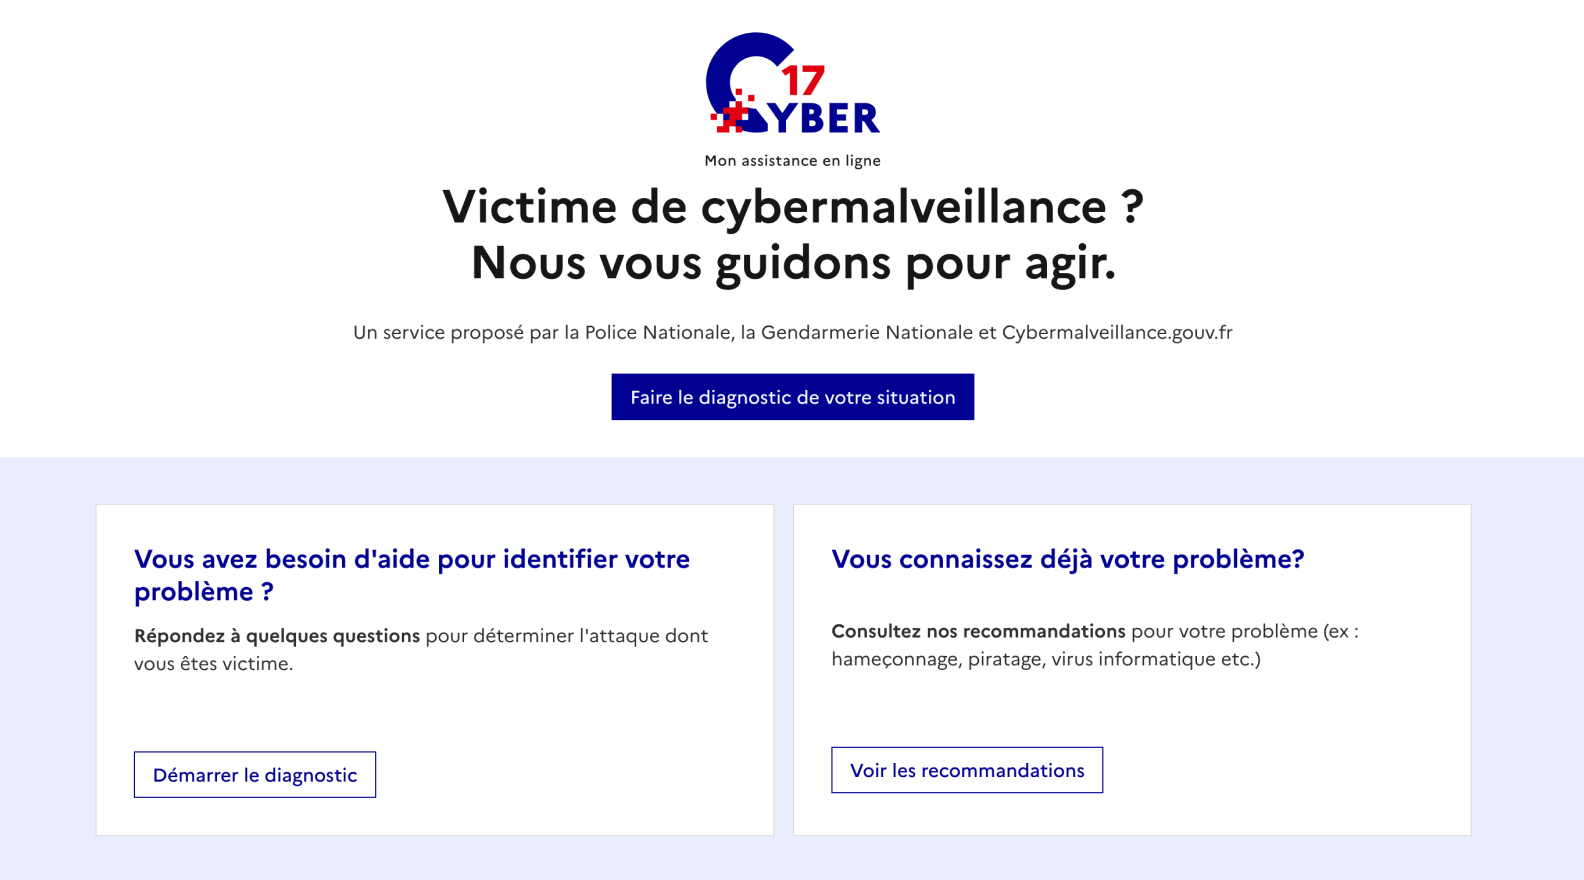 17
CYBER
Mon assistance en ligne
Victime de cybermalveillance ?
Nous vous guidons pour agir.
Un service proposé par la Police Nationale, la Gendarmerie Nationale et Cybermalveillance.gouv.fr
Faire le diagnostic de votre situation
Vous avez besoin d'aide pour identifier votre
problème ?
Répondez à quelques questions pour déterminer l'attaque dont
vous êtes victime.
Démarrer le diagnostic
Vous connaissez déjà votre problème?
Consultez nos recommandations pour votre problème (ex :
hameçonnage, piratage, virus informatique etc.)
Voir les recommandations